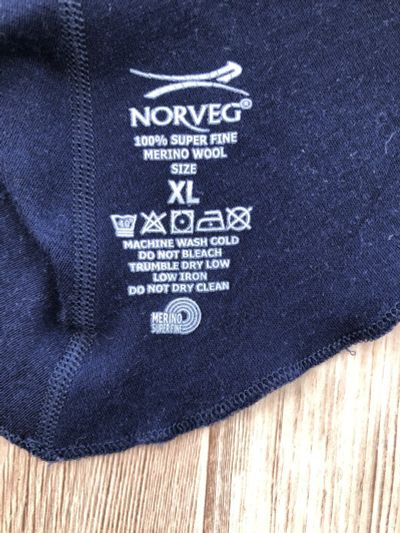 NORVEG®
100% SUPER FINE
MERINO WOOL
SIZE
XL
40°
MACHINE WASH COLD
DO NOT BLEACH
TRUMBLE DRY LOW
LOW IRON
DO NOT DRY CLEAN
MERINO
SUPER FINE